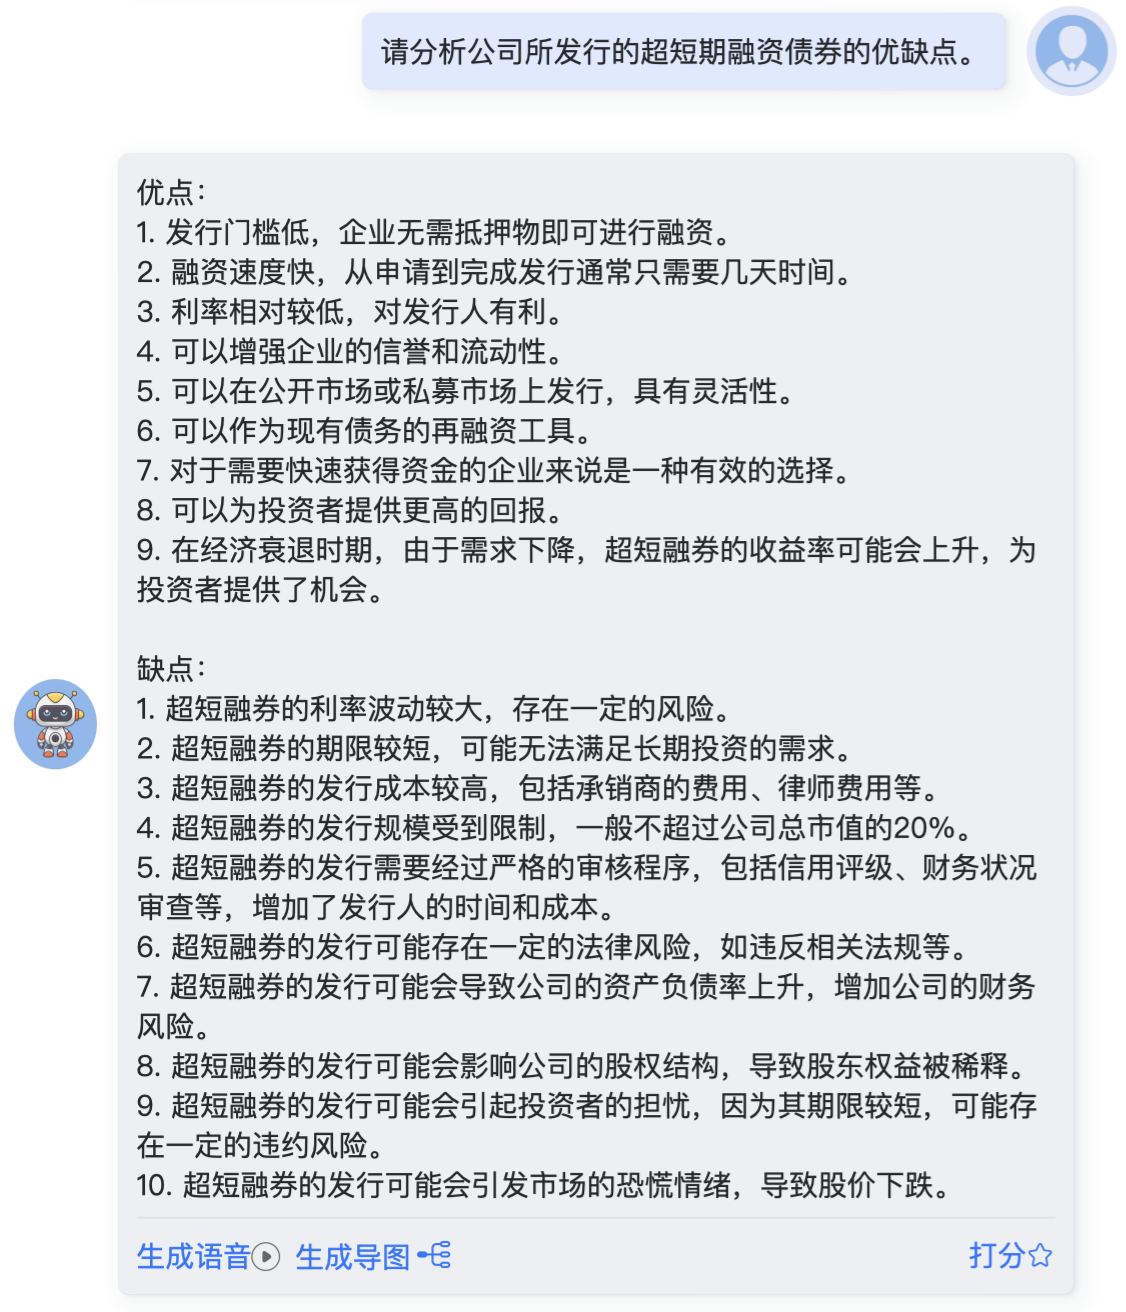 请分析公司所发行的超短期融资债券的优缺点。
优点：
1. 发行门槛低，企业无需抵押物即可进行融资。
2. 融资速度快，从申请到完成发行通常只需要几天时间。
3. 利率相对较低，对发行人有利。
4. 可以增强企业的信誉和流动性。
5. 可以在公开市场或私募市场上发行，具有灵活性。
6. 可以作为现有债务的再融资工具。
7. 对于需要快速获得资金的企业来说是一种有效的选择。
8. 可以为投资者提供更高的回报。
9. 在经济衰退时期，由于需求下降，超短融券的收益率可能会上升，为
投资者提供了机会。
缺点：
1. 超短融券的利率波动较大，存在一定的风险。
2. 超短融券的期限较短，可能无法满足长期投资的需求。
3. 超短融券的发行成本较高，包括承销商的费用、律师费用等。
4. 超短融券的发行规模受到限制，一般不超过公司总市值的20%。
5. 超短融券的发行需要经过严格的审核程序，包括信用评级、财务状况
审查等，增加了发行人的时间和成本。
6. 超短融券的发行可能存在一定的法律风险，如违反相关法规等。
7. 超短融券的发行可能会导致公司的资产负债率上升，增加公司的财务
风险。
8. 超短融券的发行可能会影响公司的股权结构，导致股东权益被稀释。
9. 超短融券的发行可能会引起投资者的担忧，因为其期限较短，可能存
在一定的违约风险。
10. 超短融券的发行可能会引发市场的恐慌情绪，导致股价下跌。
生成语音 生成导图 打分